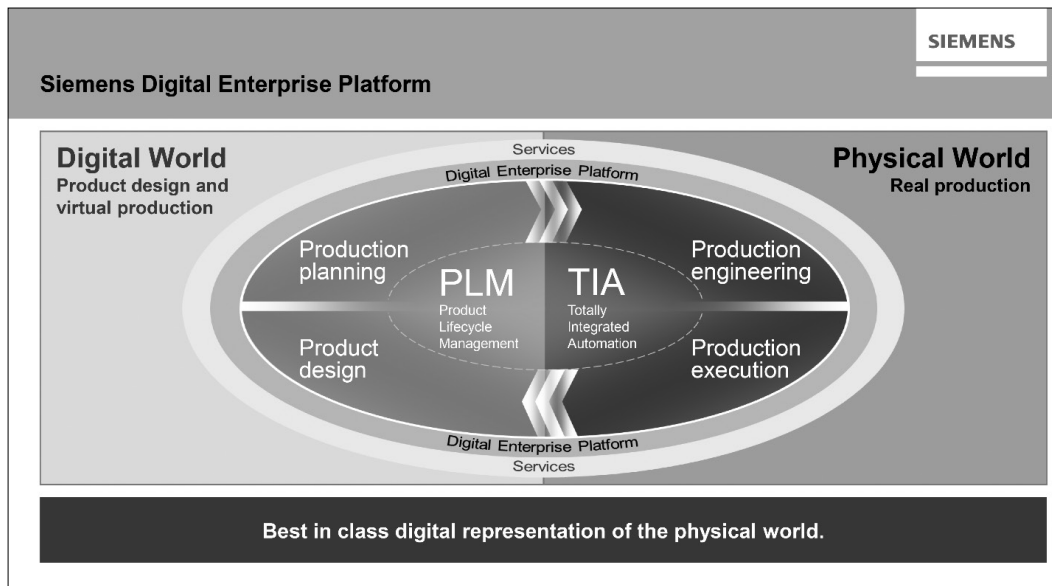 SIEMENS
Siemens Digital Enterprise Platform
Digital World
Product design and
virtual production
Physical World
Real production
Services
Digital Enterprise Platform
Production
planning
Production
engineering
PLM
Product
Lifecycle
Management
TIA
Totally
Integrated
Automation
Product
design
Production
execution
Digital Enterprise Platform
Services
Best in class digital representation of the physical world.